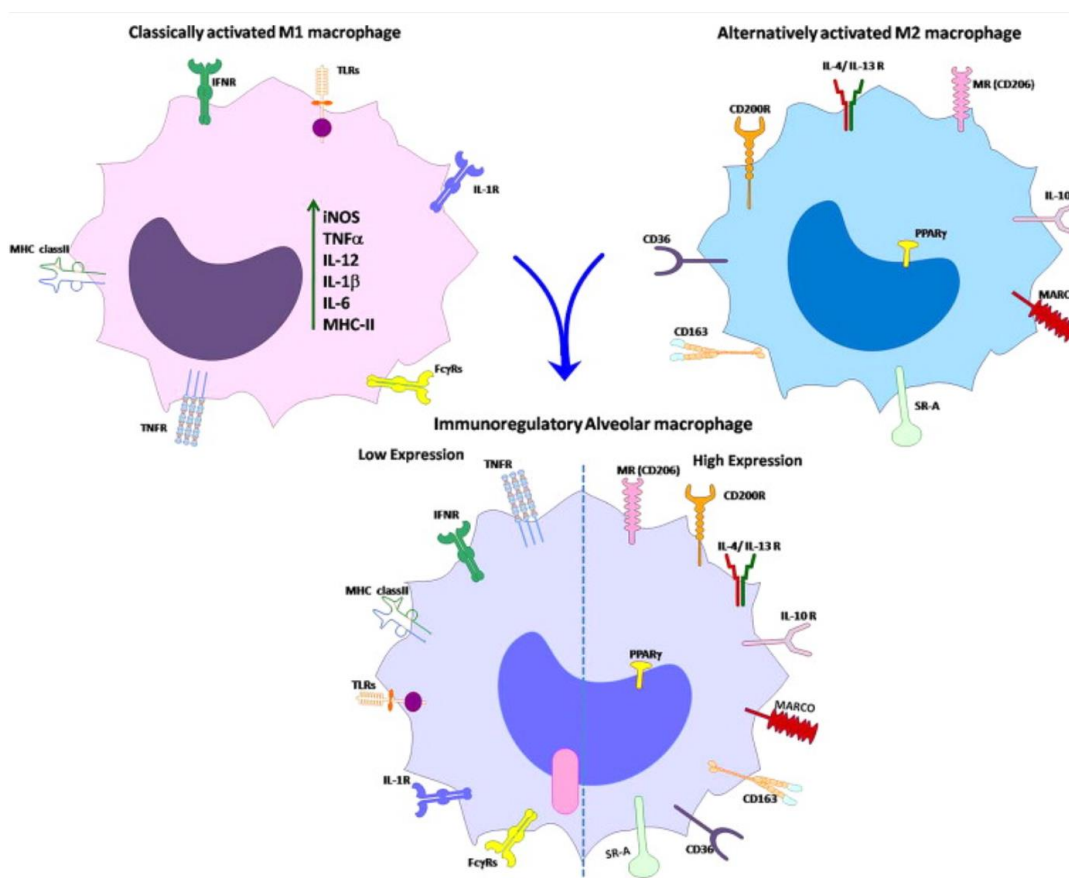 Classically activated M1 macrophage
IFNR
TLRs
IL-1R
MHC classII
iNOS
TNFα
IL-12
IL-1β
IL-6
MHC-II
FcγRs
TNFR
Alternatively activated M2 macrophage
IL-4/ IL-13 R
MR (CD206)
CD200R
IL-10
CD36
PPARγ
MARCO
CD163
SR-A
Immunoregulatory Alveolar macrophage
Low Expression
High Expression
TNFR
IFNR
MHC classII
TLRs
IL-1R
FcγRs
MR (CD206)
CD200R
IL-4/ IL-13 R
IL-10 R
PPARγ
MARCO
CD163
CD36
SR-A